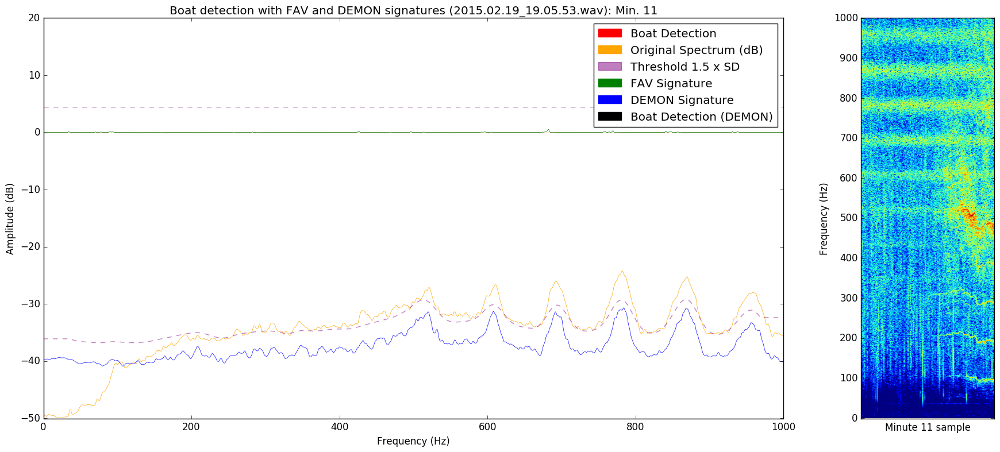 Boat detection with FAV and DEMON signatures (2015.02.19_19.05.53.wav): Min. 11
Boat Detection
Original Spectrum (dB)
Threshold 1.5 x SD
FAV Signature
DEMON Signature
Boat Detection (DEMON)
Amplitude (dB)
20
10
0
−10
−20
−30
−40
−50
0
200
400
600
800
1000
Frequency (Hz)
Frequency (Hz)
1000
900
800
700
600
500
400
300
200
100
0
Minute 11 sample